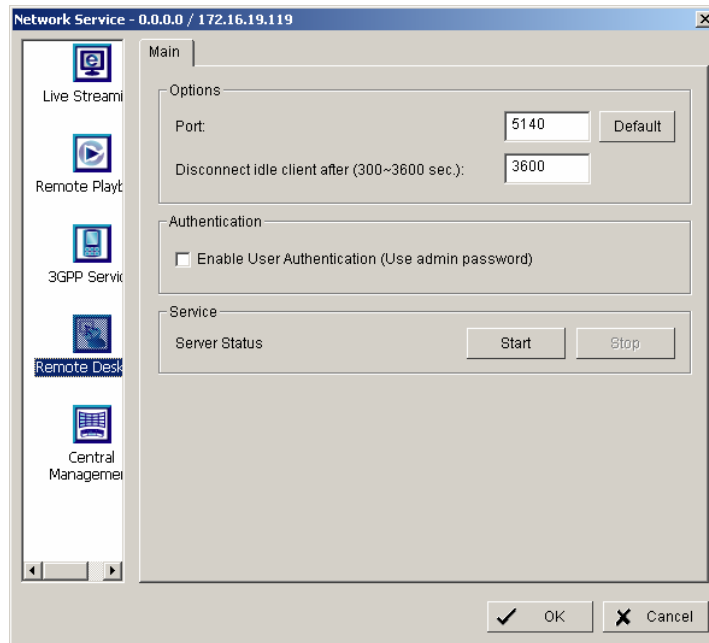 Network Service - 0.0.0.0 / 172.16.19.119
Live Streami
Remote Playb
3GPP Servic
Remote Desk
Central
Managemen
Main
Options
Port:
5140
Default
Disconnect idle client after (300~3600 sec.):
3600
Authentication
Enable User Authentication (Use admin password)
Service
Server Status
Start
Stop
OK
Cancel